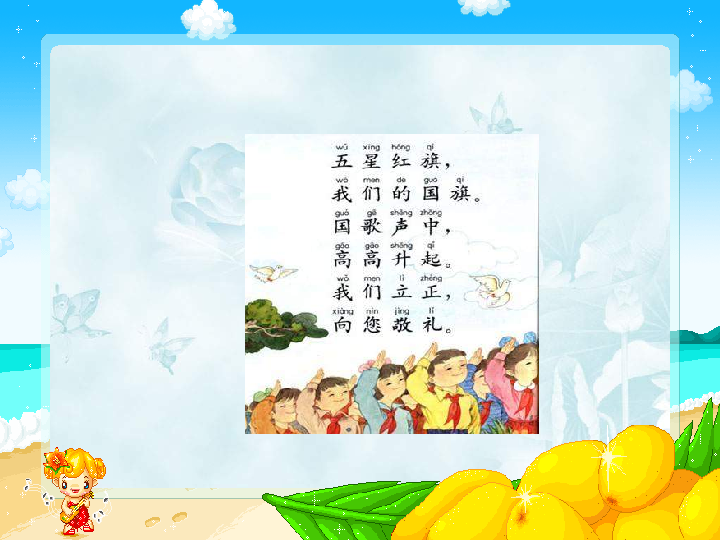 wǔ xīng hóng qí
五星红旗，
wǒ men de guó qí
我们的国旗。
guó gē shēng zhōng
国歌声中，
gāo gāo shēng qǐ
高高升起。
wǒ men lì zhèng
我们立正，
xiàng nín jìng lǐ
向您敬礼。